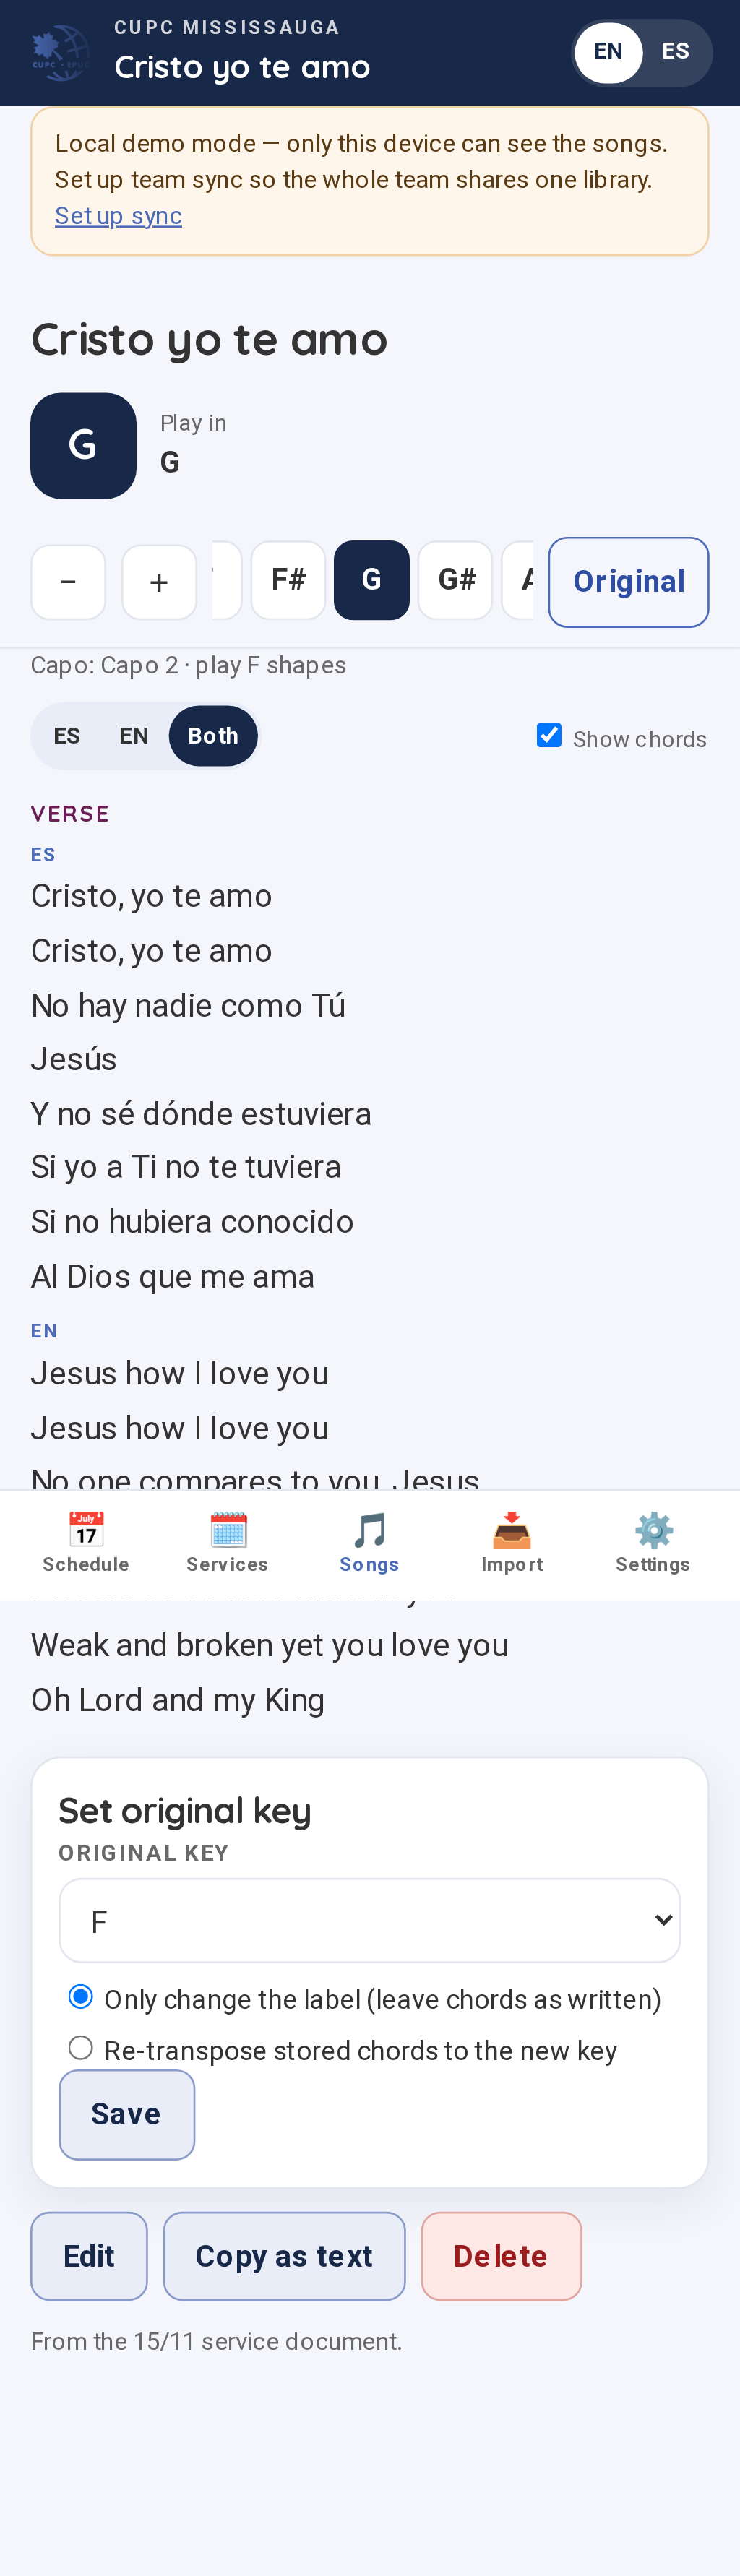 CUPC MISSISSAUGA
Cristo yo te amo
EN ES
Local demo mode — only this device can see the songs.
Set up team sync so the whole team shares one library.
Set up sync
Cristo yo te amo
G
Play in
G
− + F# G G# A Original
Capo: Capo 2 · play F shapes
ES EN Both
Show chords
VERSE
ES
Cristo, yo te amo
Cristo, yo te amo
No hay nadie como Tú
Jesús
Y no sé dónde estuviera
Si yo a Ti no te tuviera
Si no hubiera conocido
Al Dios que me ama
EN
Jesus how I love you
Jesus how I love you
No one compares to you, Jesus
Schedule Services Songs Import Settings
Weak and broken yet you love you
Oh Lord and my King
Set original key
ORIGINAL KEY
F
Only change the label (leave chords as written)
Re-transpose stored chords to the new key
Save
Edit Copy as text Delete
From the 15/11 service document.